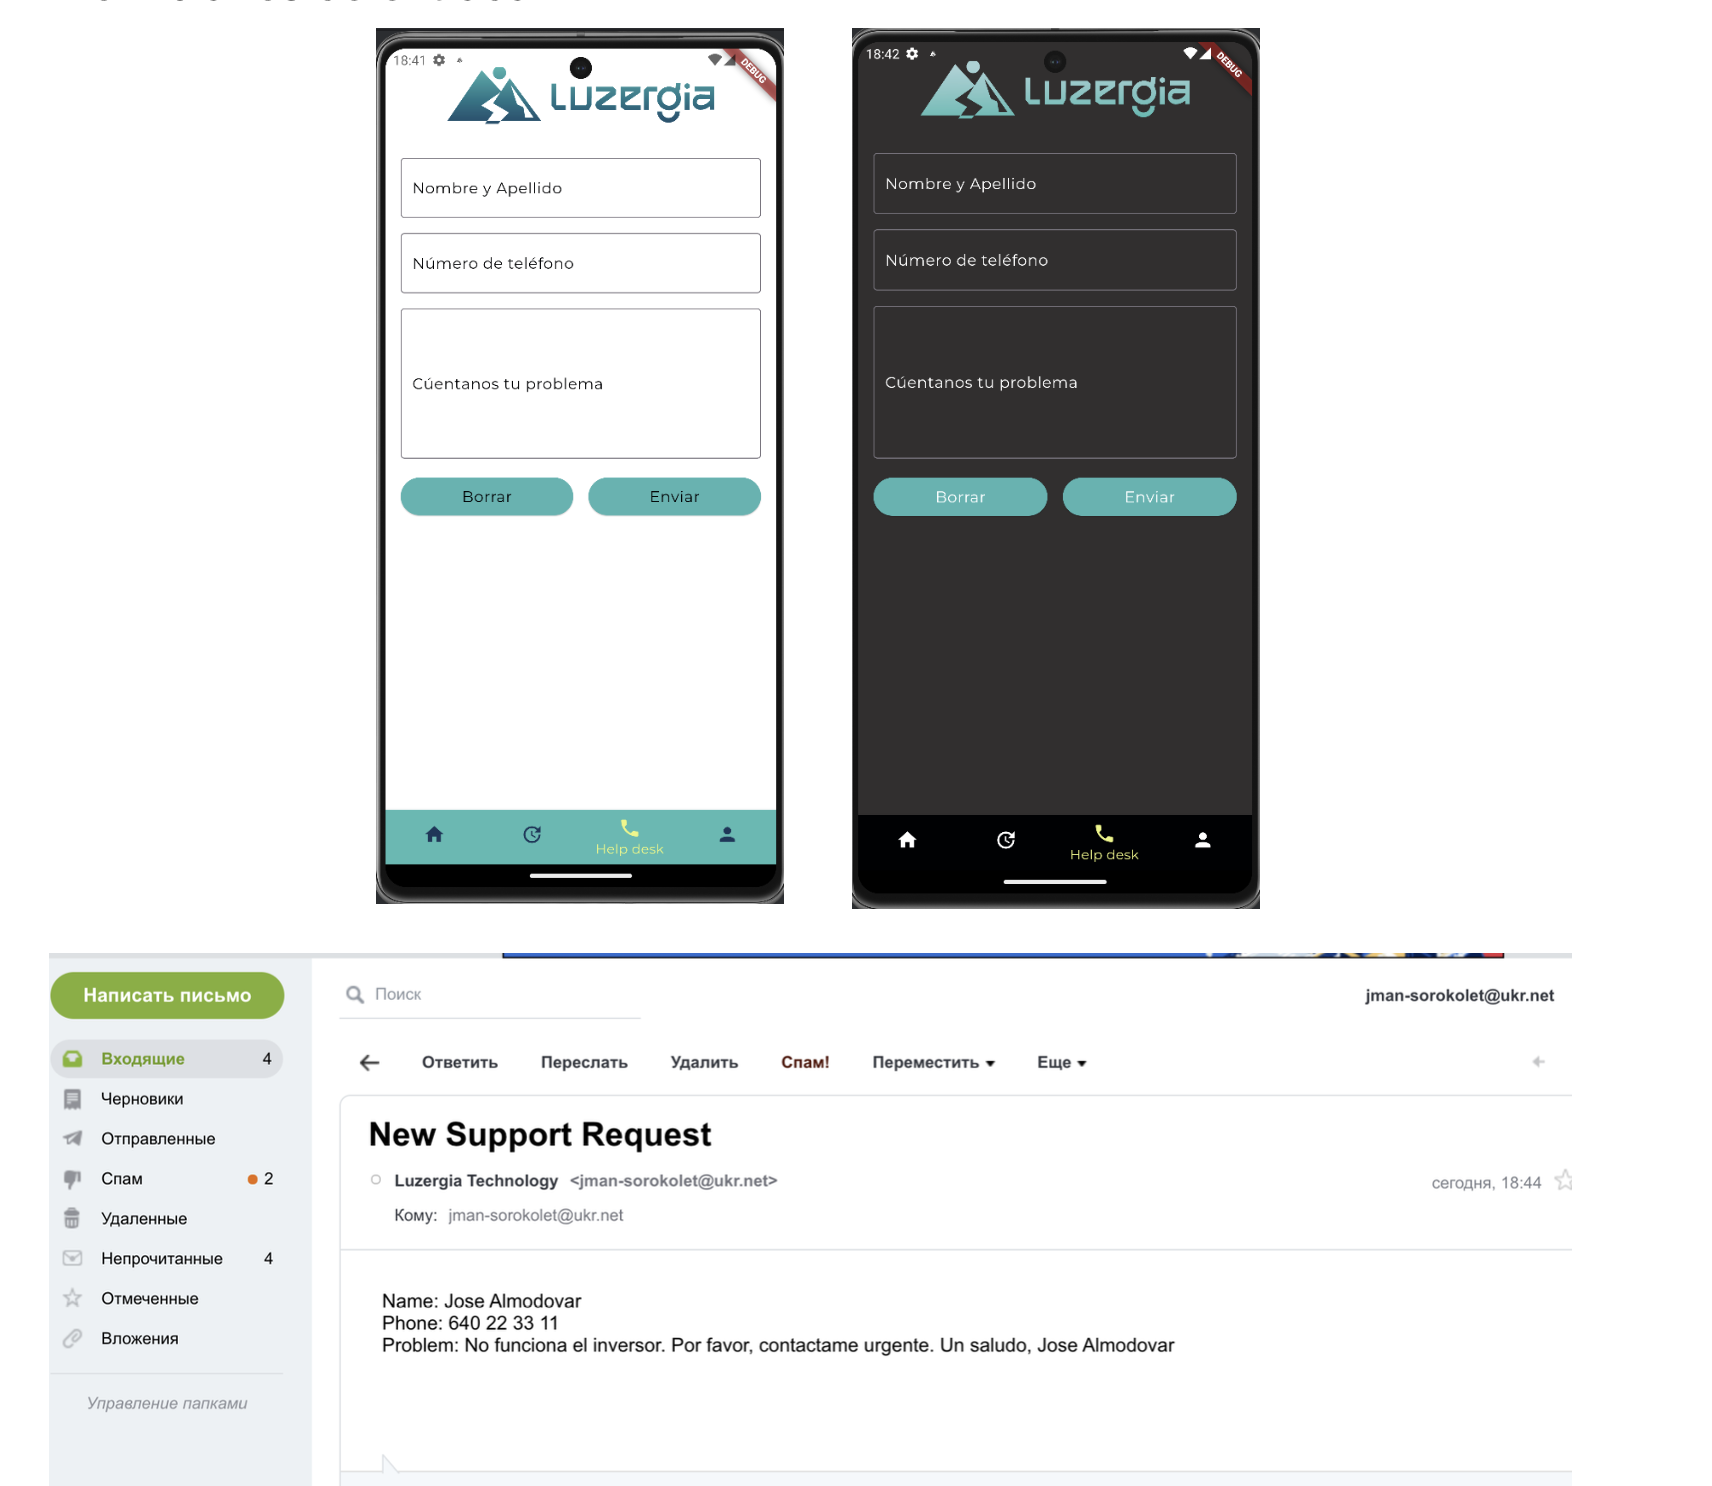 18:41
DEBUG
Luzergia
Nombre y Apellido
Número de teléfono
Cúentanos tu problema
Borrar Enviar
Help desk
18:42
DEBUG
Luzergia
Nombre y Apellido
Número de teléfono
Cúentanos tu problema
Borrar Enviar
Help desk
Написать письмо
Входящие 4
Черновики
Отправленные
Спам 2
Удаленные
Непрочитанные 4
Отмеченные
Вложения
Управление папками
Поиск
jman-sorokolet@ukr.net
Ответить Переслать Удалить Спам! Переместить Еще
New Support Request
Luzergia Technology <jman-sorokolet@ukr.net>
сегодня, 18:44
Кому: jman-sorokolet@ukr.net
Name: Jose Almodovar
Phone: 640 22 33 11
Problem: No funciona el inversor. Por favor, contactame urgente. Un saludo, Jose Almodovar